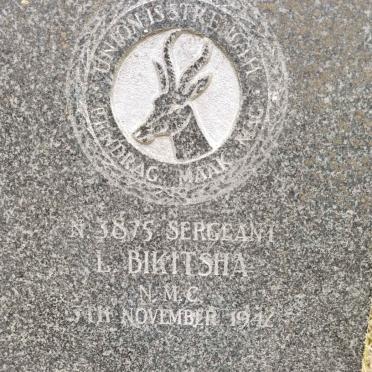 UNION IS STRENGTH
EENDRAG MAAK MAG
N 3875 SERGEANT
L. BIKITSHA
N. M. C.
5TH NOVEMBER 1942